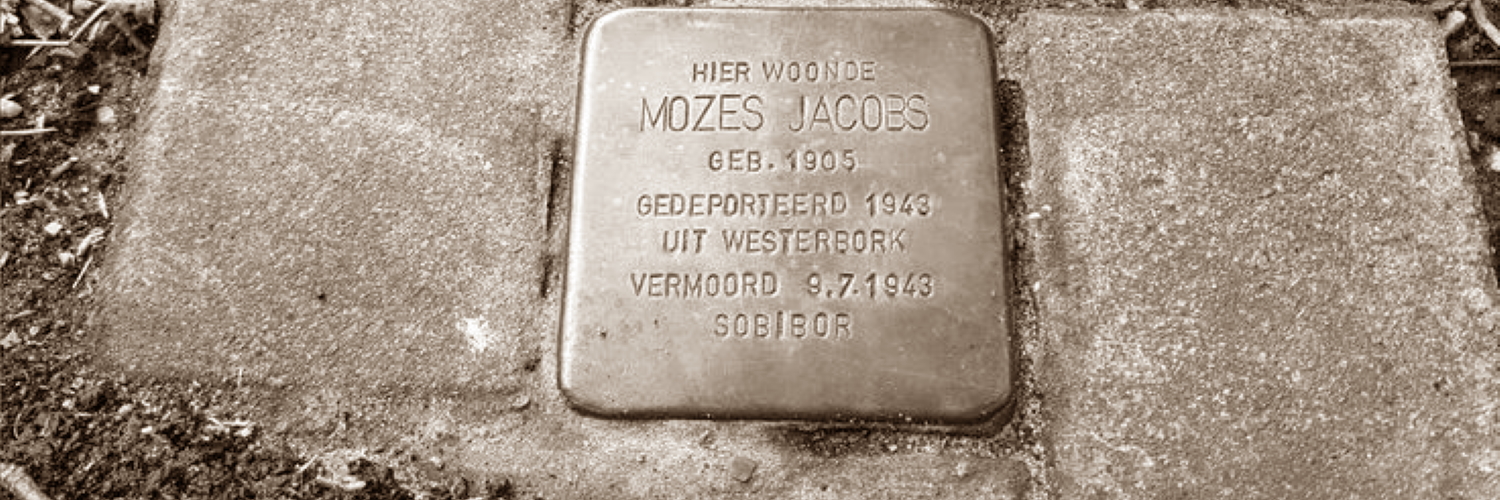 HIER WOONDE
MOZES JACOBS
GEB. 1905
GEDEPORTEERD 1943
UIT WESTERBORK
VERMOORD 9.7.1943
SOBIBOR